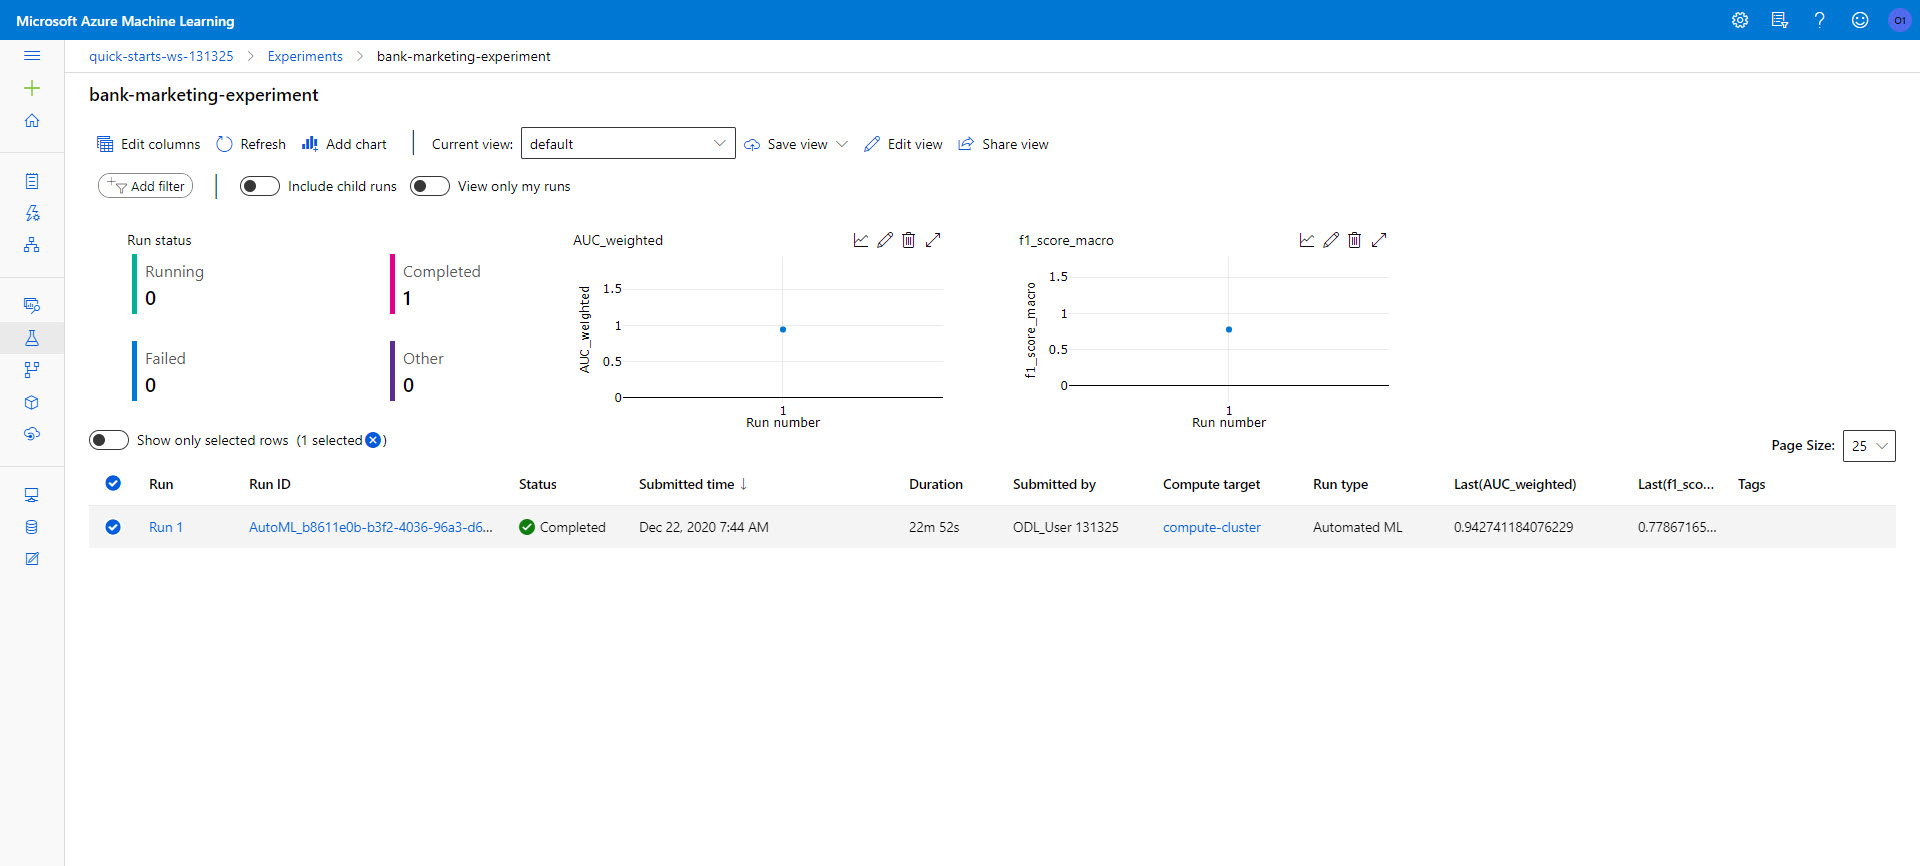 Microsoft Azure Machine Learning
O1
quick-starts-ws-131325 > Experiments > bank-marketing-experiment
bank-marketing-experiment
Edit columns Refresh Add chart Current view: default Save view Edit view Share view
Add filter Include child runs View only my runs
Run status
Running
0
Completed
1
Failed
0
Other
0
AUC_weighted
AUC_weighted
1.5
1
0.5
0
1
Run number
f1_score_macro
f1_score_macro
1.5
1
0.5
0
1
Run number
Show only selected rows (1 selected )
Page Size: 25
Run Run ID Status Submitted time ↓ Duration Submitted by Compute target Run type Last(AUC_weighted) Last(f1_sco... Tags
Run 1 AutoML_b8611e0b-b3f2-4036-96a3-d6... Completed Dec 22, 2020 7:44 AM 22m 52s ODL_User 131325 compute-cluster Automated ML 0.942741184076229 0.77867165...